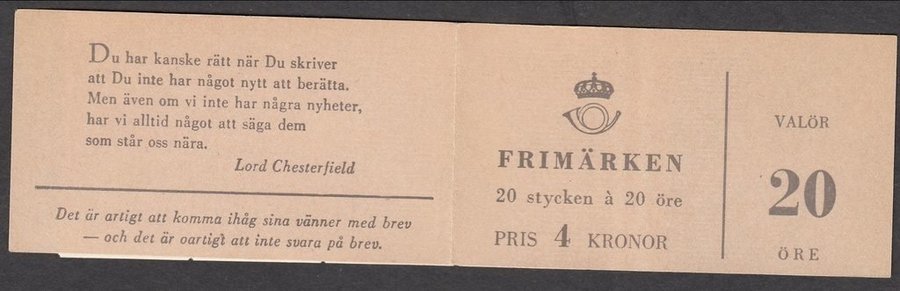 Du har kanske rätt när Du skriver
att Du inte har något nytt att berätta.
Men även om vi inte har några nyheter,
har vi alltid något att säga dem
som står oss nära.
Lord Chesterfield
Det är artigt att komma ihåg sina vänner med brev
— och det är oartigt att inte svara på brev.
FRIMÄRKEN
20 stycken à 20 öre
PRIS 4 KRONOR
VALÖR
20
ÖRE